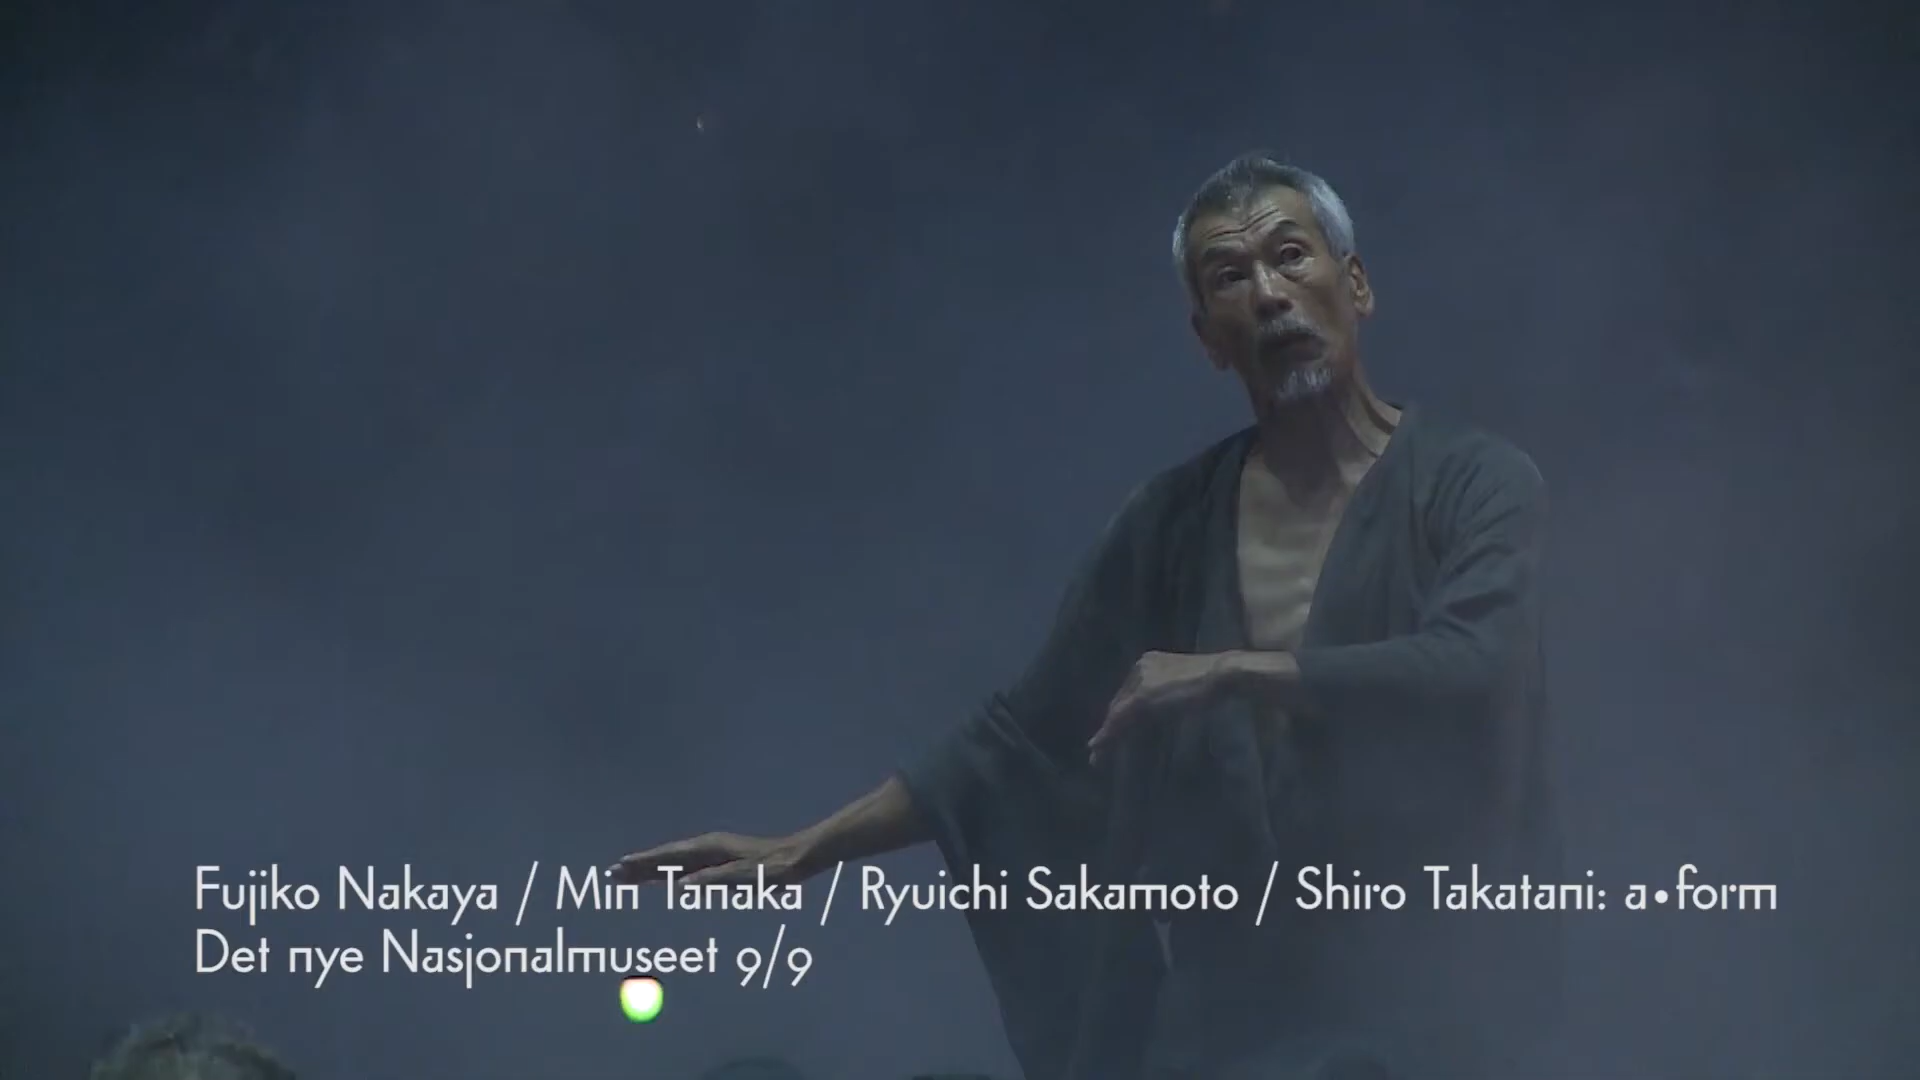 Fujiko Nakaya / Min Tanaka / Ryuichi Sakamoto / Shiro Takatani: a•form
Det nye Nasjonalmuseet 9/9